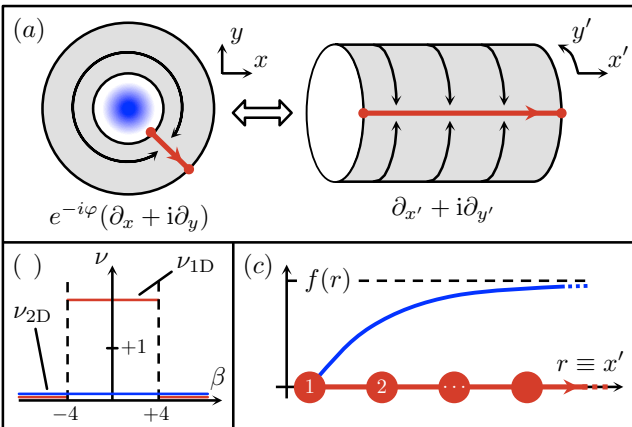 (a)
y
x
y′
x′
e^{-iφ}(∂_x + i∂_y)
∂_{x′} + i∂_{y′}
( )
ν
ν_{1D}
ν_{2D}
+1
β
−4
+4
(c)
f(r)
1
2
···
r ≡ x′